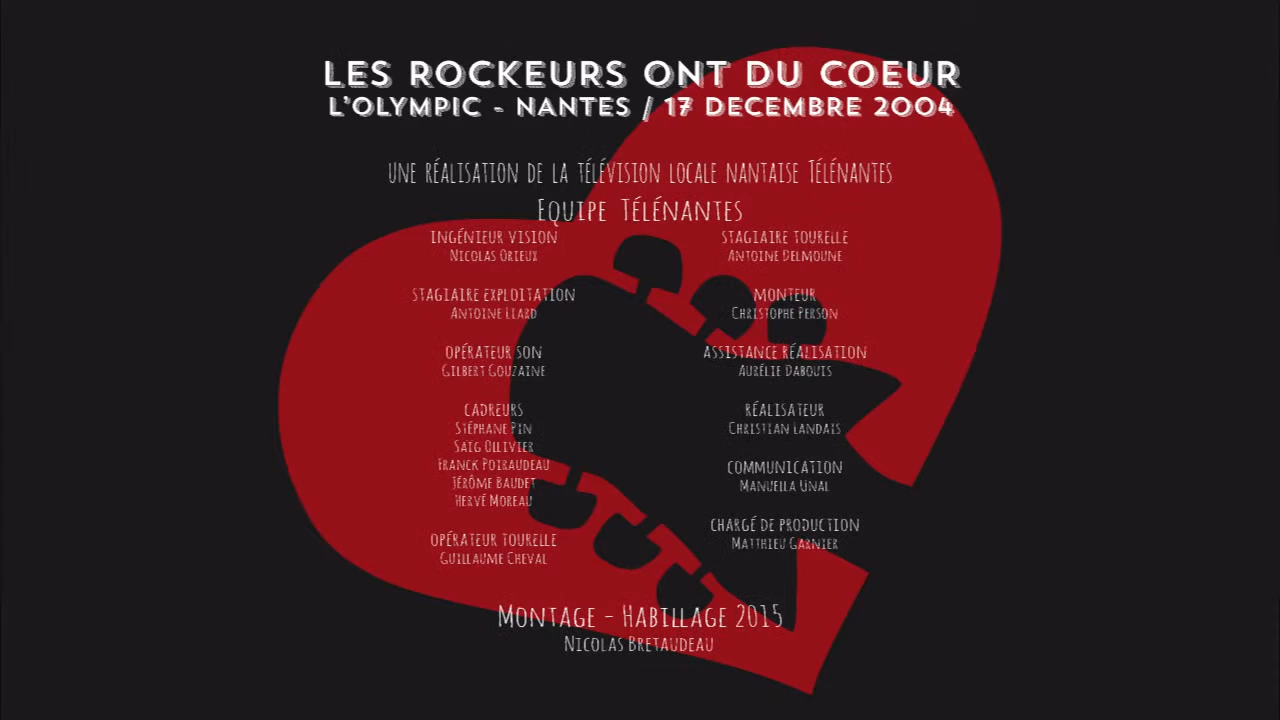 LES ROCKEURS ONT DU COEUR
L'OLYMPIC - NANTES / 17 DECEMBRE 2004
UNE RÉALISATION DE LA TÉLÉVISION LOCALE NANTAISE TÉLÉNANTES
EQUIPE TÉLÉNANTES
INGÉNIEUR VISION
NICOLAS ORIEUX
STAGIAIRE EXPLOITATION
ANTOINE LIARD
OPÉRATEUR SON
GILBERT GOUZAINE
CADREURS
STÉPHANE PIN
SAIG OLLIVIER
FRANCK POIRAUDEAU
JÉRÔME BAUDET
HERVÉ MOREAU
OPÉRATEUR TOURELLE
GUILLAUME CHEVAL
STAGIAIRE TOURELLE
ANTOINE DELMOUNE
MONTEUR
CHRISTOPHE PERSON
ASSISTANCE RÉALISATION
AURÉLIE DABOUIS
RÉALISATEUR
CHRISTIAN LANDAIS
COMMUNICATION
MANUELLA UNAL
CHARGÉ DE PRODUCTION
MATTHIEU GARNIER
MONTAGE - HABILLAGE 2015
NICOLAS BRETAUDEAU